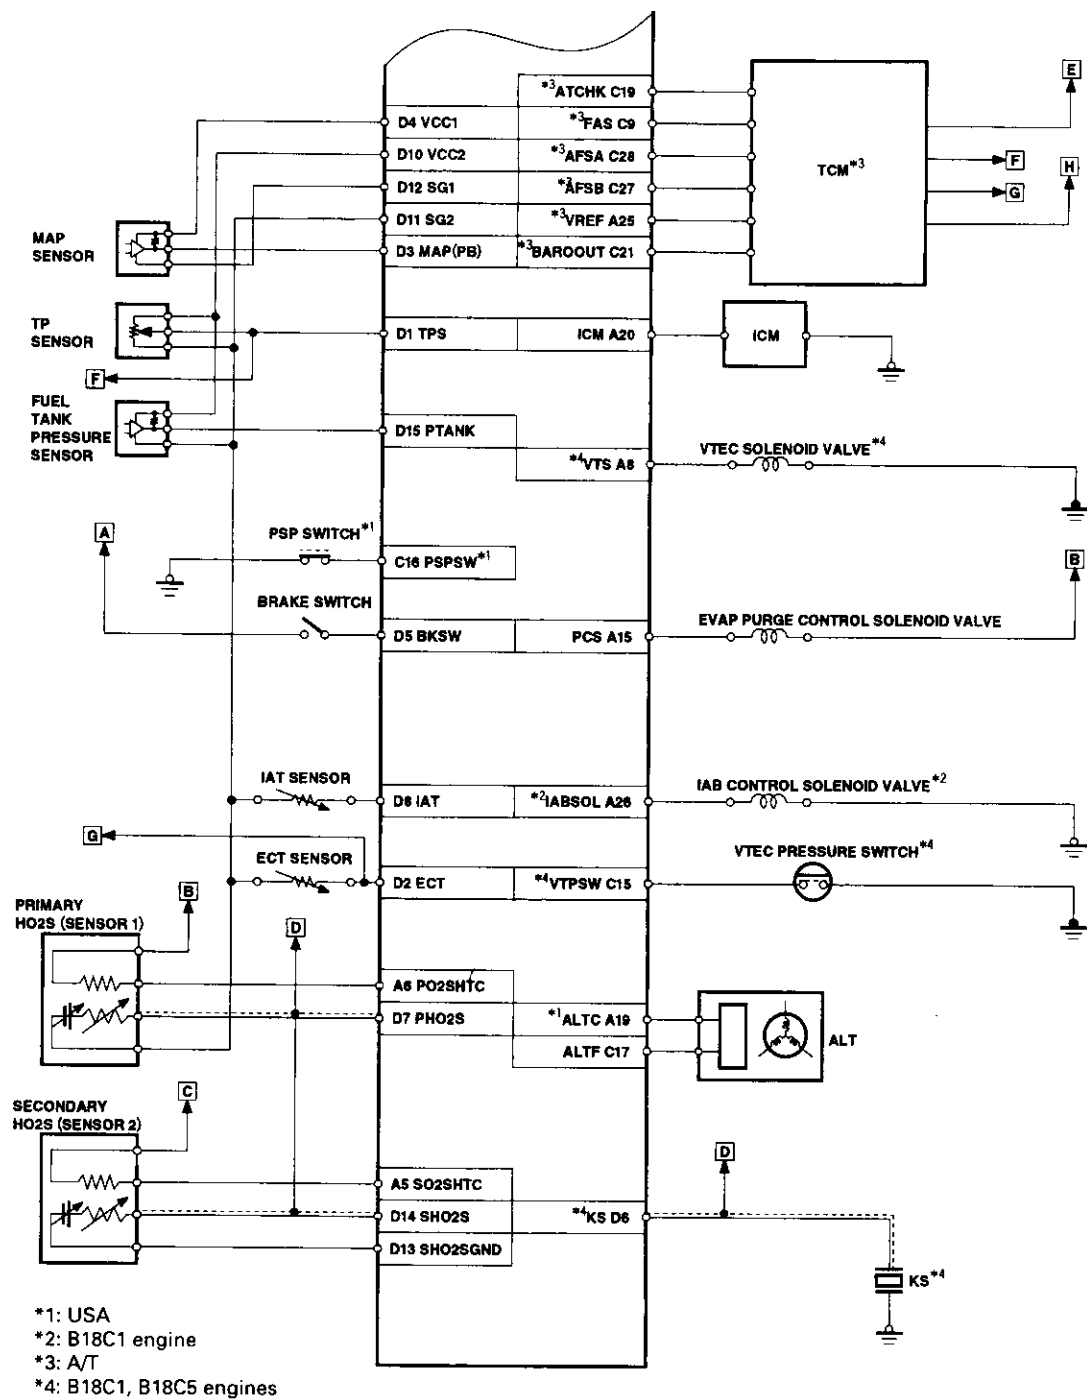 *3ATCHK C19
E
D4 VCC1
*3FAS C9
D10 VCC2
*3AFSA C28
TCM*3
F
H
D12 SG1
*3AFSB C27
G
D11 SG2
*3VREF A25
MAP
SENSOR
D3 MAP(PB)
*3BAROOUT C21
TP
SENSOR
D1 TPS
ICM A20
ICM
F
FUEL
TANK
PRESSURE
SENSOR
D15 PTANK
*4VTS A8
VTEC SOLENOID VALVE*4
A
PSP SWITCH*1
C16 PSPSW*1
B
BRAKE SWITCH
D5 BKSW
PCS A15
EVAP PURGE CONTROL SOLENOID VALVE
IAT SENSOR
D8 IAT
*2IABSOL A26
IAB CONTROL SOLENOID VALVE*2
G
ECT SENSOR
D2 ECT
*4VTPSW C15
VTEC PRESSURE SWITCH*4
B
PRIMARY
HO2S (SENSOR 1)
D
A6 PO2SHTC
D7 PHO2S
*1ALTC A19
ALTF C17
ALT
C
SECONDARY
HO2S (SENSOR 2)
D
A5 SO2SHTC
D14 SHO2S
*4KS D6
D13 SHO2SGND
KS*4
*1: USA
*2: B18C1 engine
*3: A/T
*4: B18C1, B18C5 engines